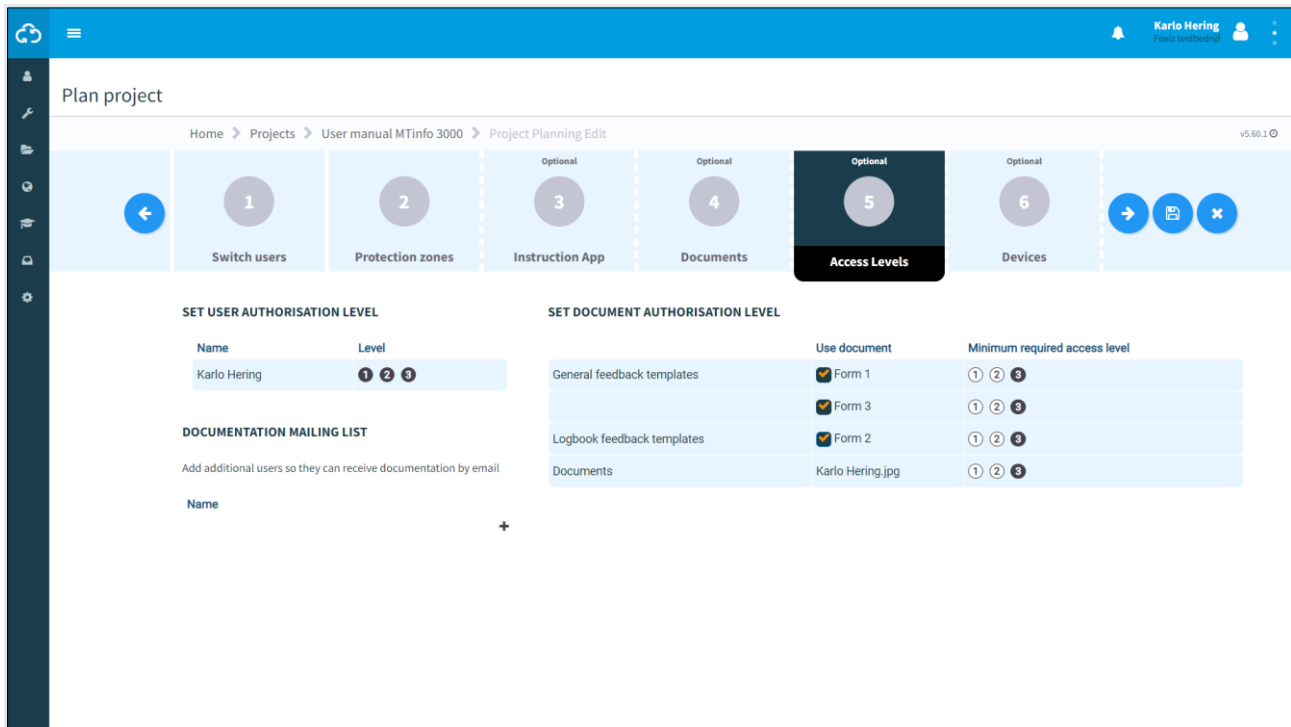 Karlo Hering
Foxiz testbedrijf
Plan project
Home Projects User manual MTinfo 3000 Project Planning Edit
v5.60.1
Optional Optional Optional Optional
1 2 3 4 5 6
Switch users Protection zones Instruction App Documents Access Levels Devices
SET USER AUTHORISATION LEVEL
Name Level
Karlo Hering 1 2 3
DOCUMENTATION MAILING LIST
Add additional users so they can receive documentation by email
Name
SET DOCUMENT AUTHORISATION LEVEL
Use document Minimum required access level
General feedback templates Form 1 1 2 3
Form 3 1 2 3
Logbook feedback templates Form 2 1 2 3
Documents Karlo Hering.jpg 1 2 3